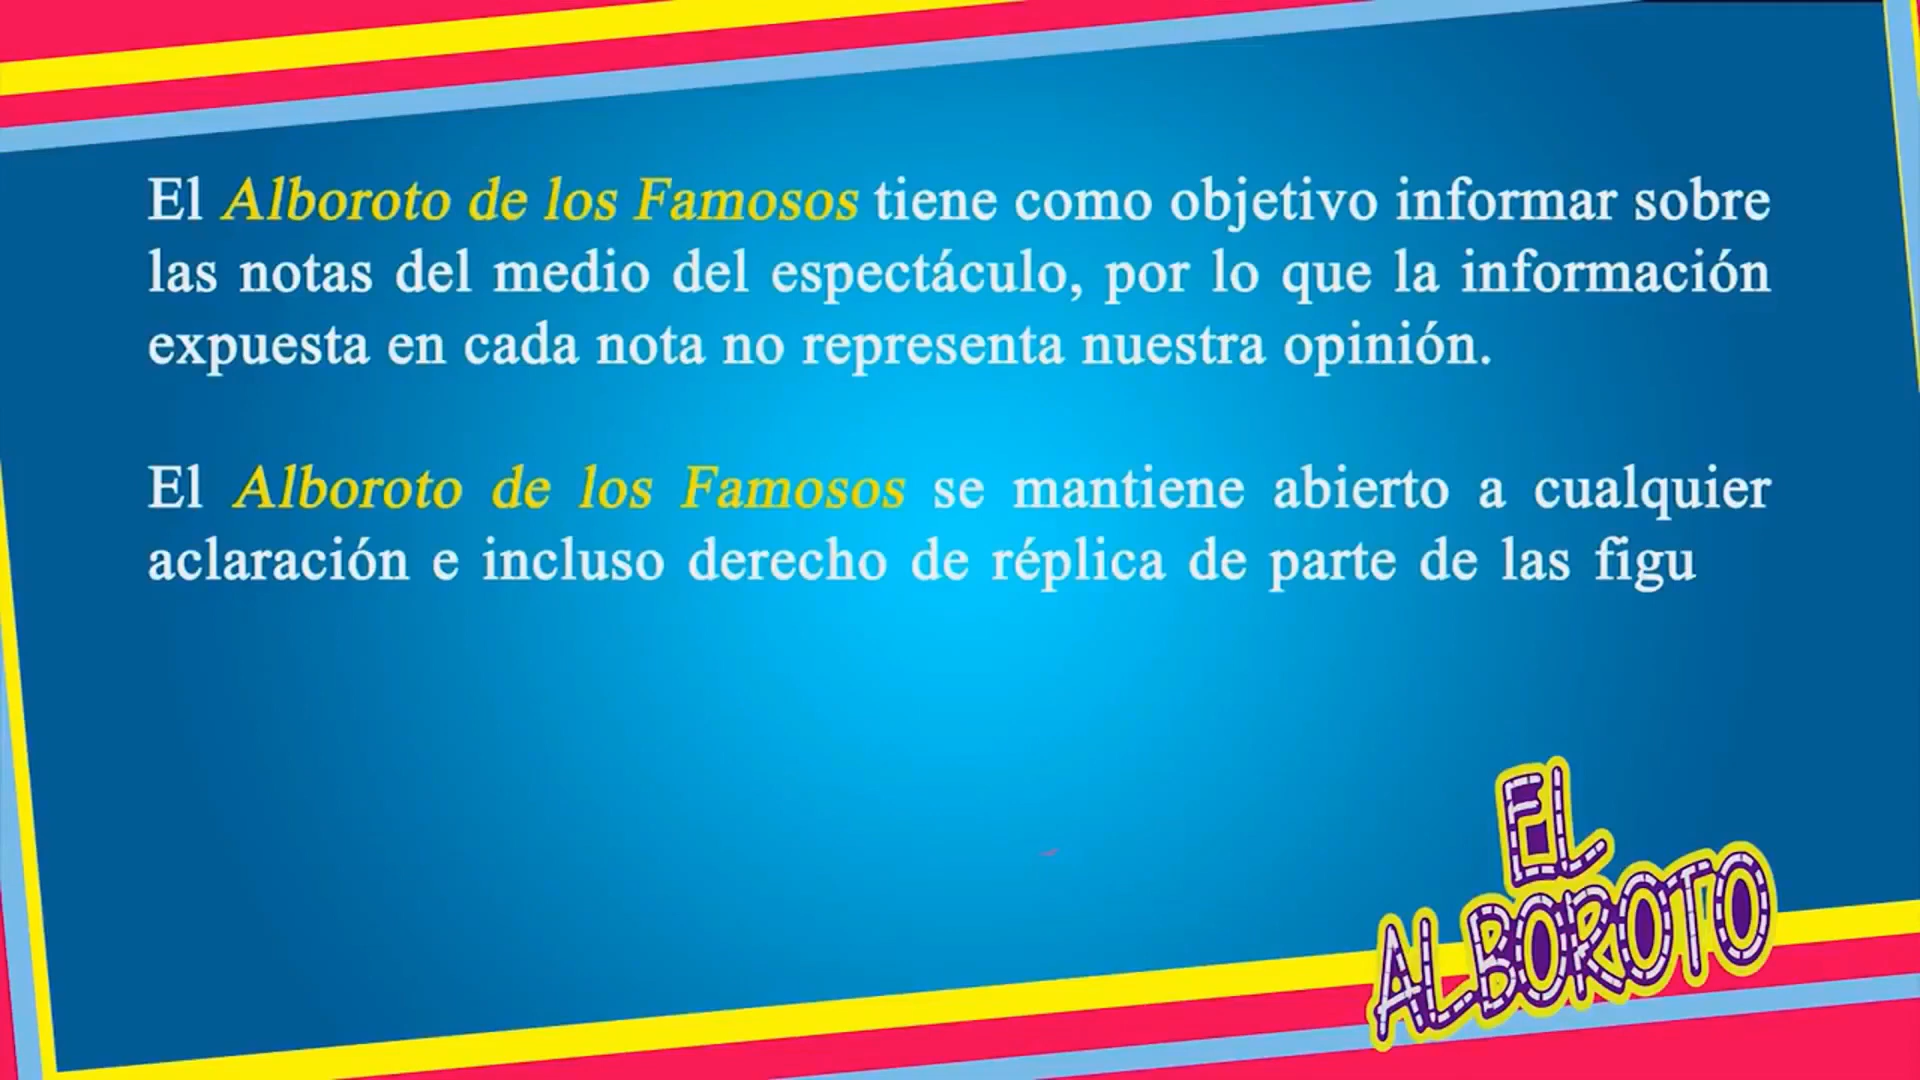 El Alboroto de los Famosos tiene como objetivo informar sobre
las notas del medio del espectáculo, por lo que la información
expuesta en cada nota no representa nuestra opinión.
El Alboroto de los Famosos se mantiene abierto a cualquier
aclaración e incluso derecho de réplica de parte de las figu
EL
ALBOROTO